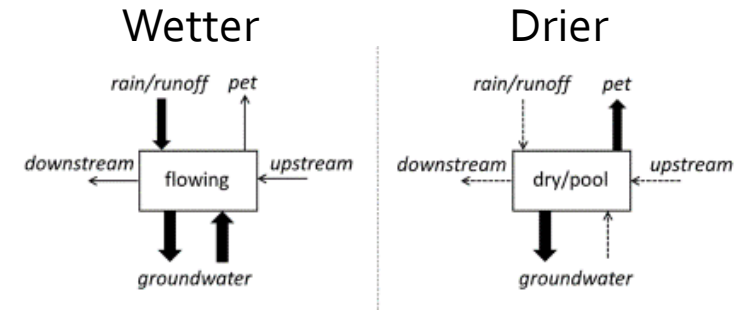 Wetter
rain/runoff pet
downstream flowing upstream
groundwater
Drier
rain/runoff pet
downstream dry/pool upstream
groundwater